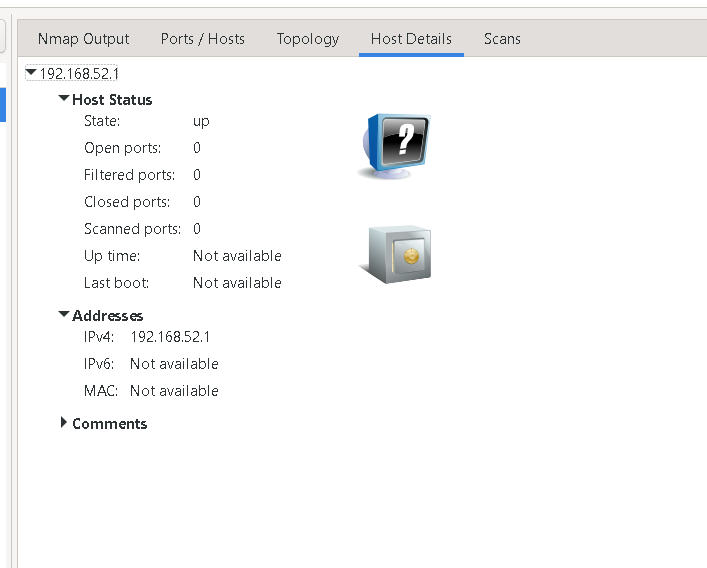 Nmap Output Ports / Hosts Topology Host Details Scans
192.168.52.1
Host Status
State: up
Open ports: 0
Filtered ports: 0
Closed ports: 0
Scanned ports: 0
Up time: Not available
Last boot: Not available
Addresses
IPv4: 192.168.52.1
IPv6: Not available
MAC: Not available
Comments